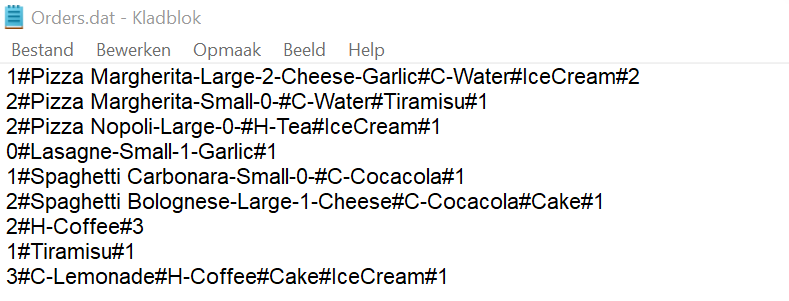 Orders.dat - Kladblok
Bestand Bewerken Opmaak Beeld Help
1#Pizza Margherita-Large-2-Cheese-Garlic#C-Water#IceCream#2
2#Pizza Margherita-Small-0-#C-Water#Tiramisu#1
2#Pizza Nopoli-Large-0-#H-Tea#IceCream#1
0#Lasagne-Small-1-Garlic#1
1#Spaghetti Carbonara-Small-0-#C-Cocacola#1
2#Spaghetti Bolognese-Large-1-Cheese#C-Cocacola#Cake#1
2#H-Coffee#3
1#Tiramisu#1
3#C-Lemonade#H-Coffee#Cake#IceCream#1